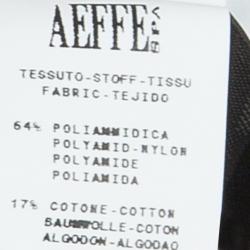 AEFFE SPA
TESSUTO-STOFF-TISSU
FABRIC-TEJIDO
64% POLIAMMIDICA
POLYAMID-NYLON
POLYAMIDE
POLIAMIDA
17% COTONE-COTTON
BAUMWOLLE-COTON
ALGODON-ALGODAO